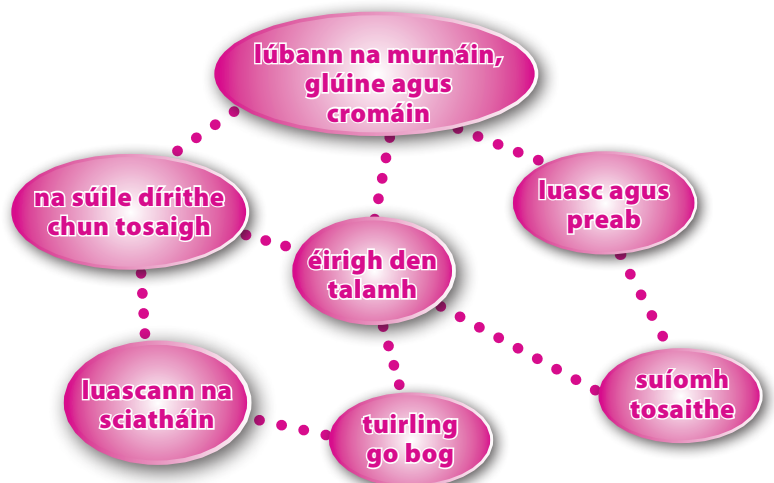 lúbann na murnáin,
glúine agus
cromáin
na súile dírithe
chun tosaigh
luasc agus
preab
éirigh den
talamh
luascann na
sciatháin
tuirling
go bog
suíomh
tosaithe